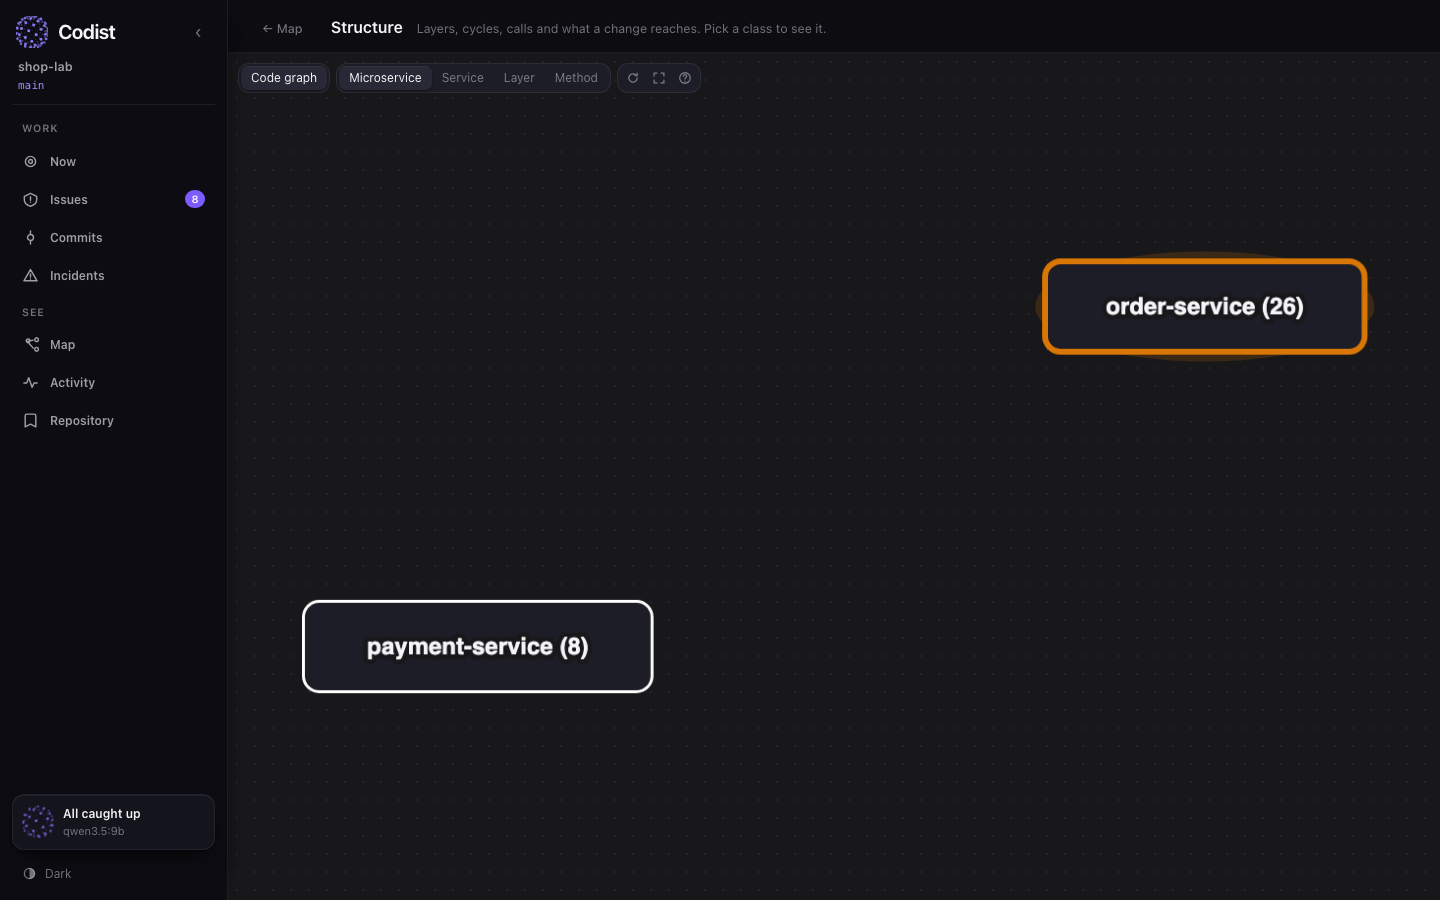 Codist
shop-lab
main
WORK
Now
Issues 8
Commits
Incidents
SEE
Map
Activity
Repository
All caught up
qwen3.5:9b
Dark
← Map Structure Layers, cycles, calls and what a change reaches. Pick a class to see it.
Code graph Microservice Service Layer Method
order-service (26)
payment-service (8)